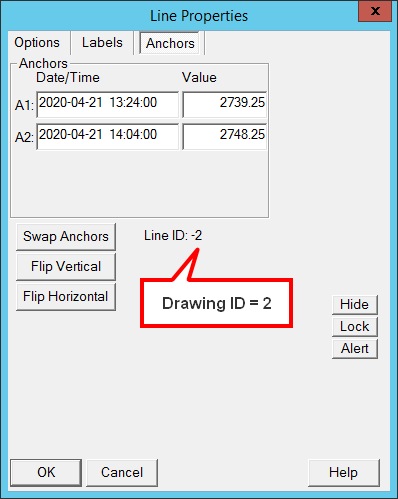 Line Properties
x
Options Labels Anchors
Anchors
Date/Time Value
A1: 2020-04-21 13:24:00 2739.25
A2: 2020-04-21 14:04:00 2748.25
Swap Anchors Line ID: -2
Flip Vertical
Flip Horizontal
Drawing ID = 2
Hide
Lock
Alert
OK Cancel Help